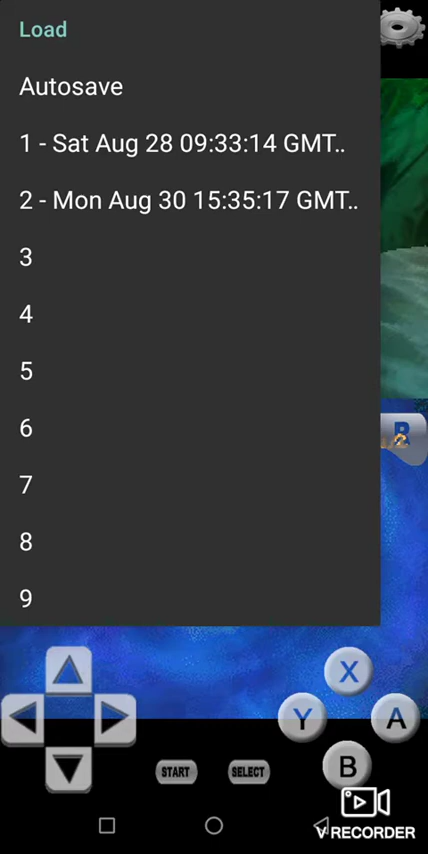 Load
Autosave
1 - Sat Aug 28 09:33:14 GMT..
2 - Mon Aug 30 15:35:17 GMT..
3
4
5
6
7
8
9
R
X
Y
A
B
START
SELECT
V RECORDER